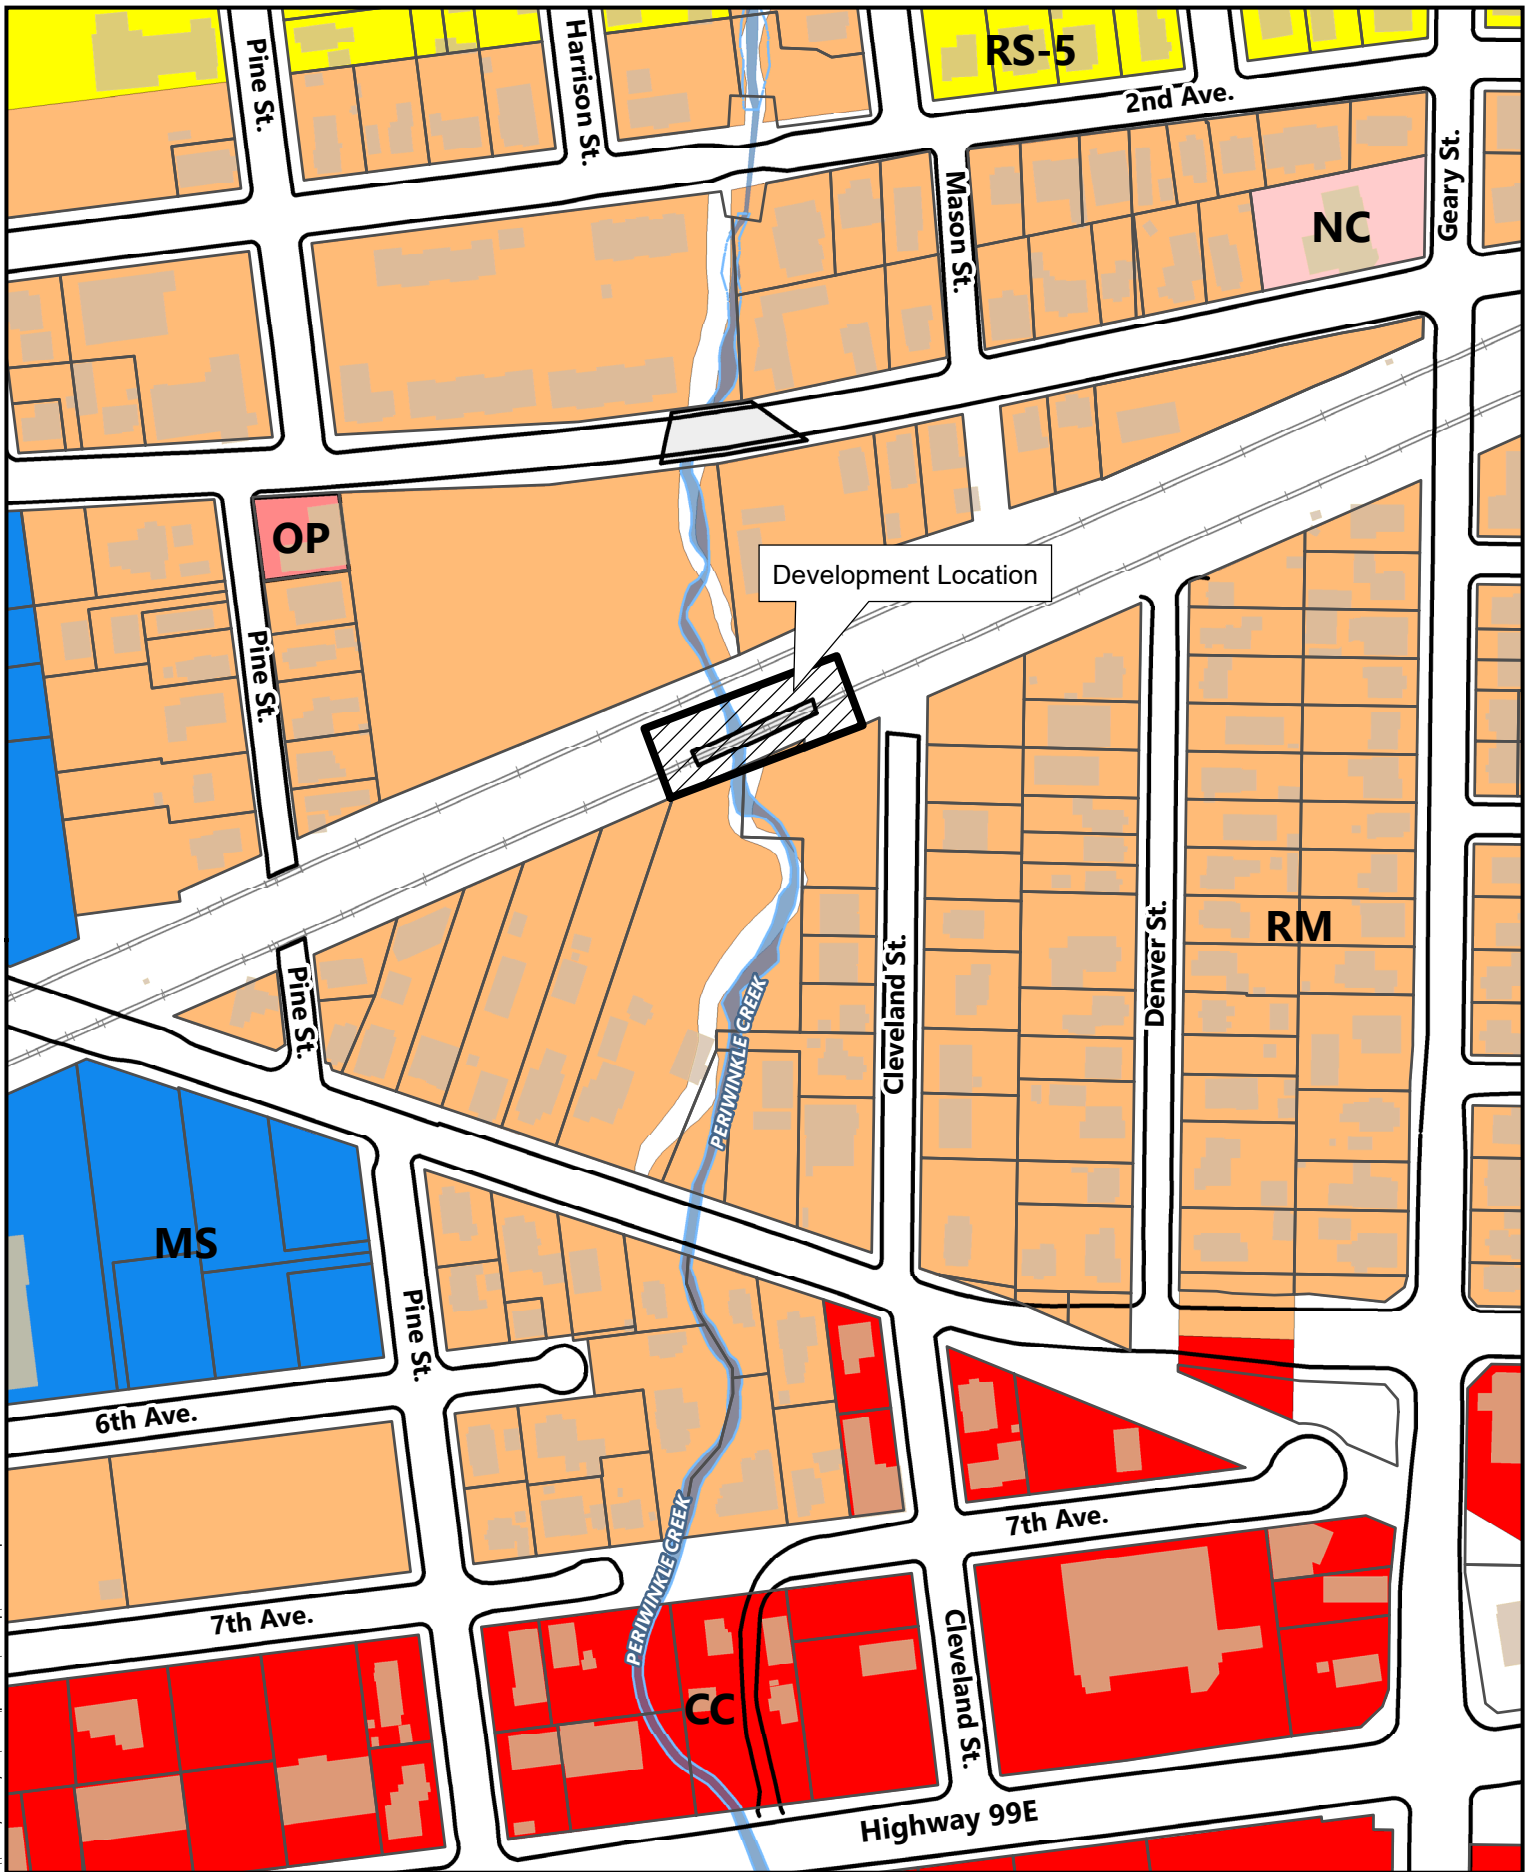 Pine St.
Harrison St.
RS-5
2nd Ave.
Geary St.
Mason St.
NC
OP
Development Location
Pine St.
RM
Denver St.
Cleveland St.
Pine St.
PERIWINKLE CREEK
MS
Pine St.
6th Ave.
7th Ave.
PERIWINKLE CREEK
7th Ave.
Cleveland St.
CC
Highway 99E